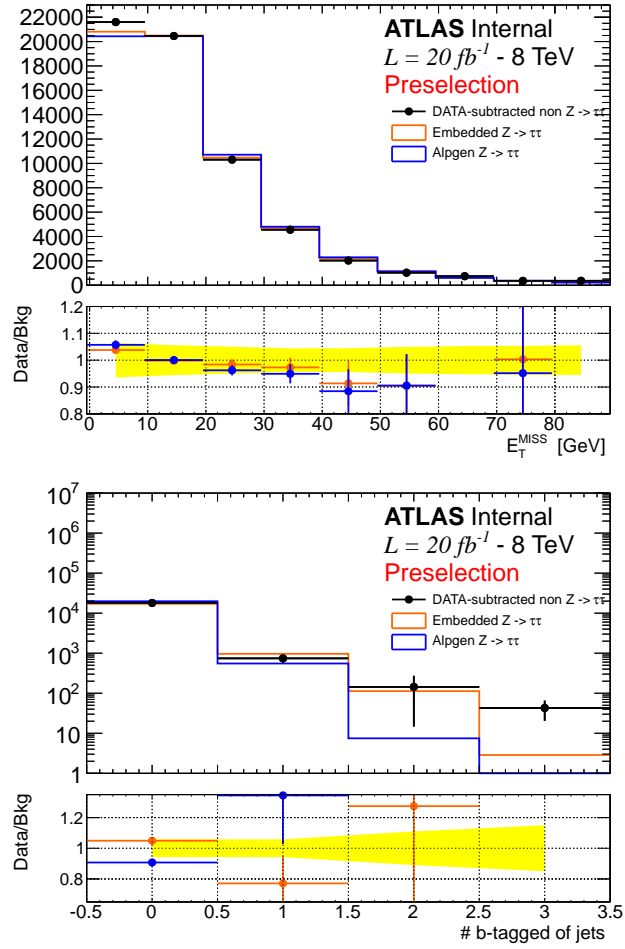 22000
20000
18000
16000
14000
12000
10000
8000
6000
4000
2000
0
ATLAS Internal
L = 20 fb⁻¹ - 8 TeV
Preselection
DATA-subtracted non Z -> ττ
Embedded Z -> ττ
Alpgen Z -> ττ
Data/Bkg
1.2
1.1
1.0
0.9
0.8
0 10 20 30 40 50 60 70 80
E_T^MISS [GeV]
10⁷
10⁶
10⁵
10⁴
10³
10²
10
1
ATLAS Internal
L = 20 fb⁻¹ - 8 TeV
Preselection
DATA-subtracted non Z -> ττ
Embedded Z -> ττ
Alpgen Z -> ττ
Data/Bkg
1.2
1
0.8
-0.5 0 0.5 1 1.5 2 2.5 3 3.5
# b-tagged of jets